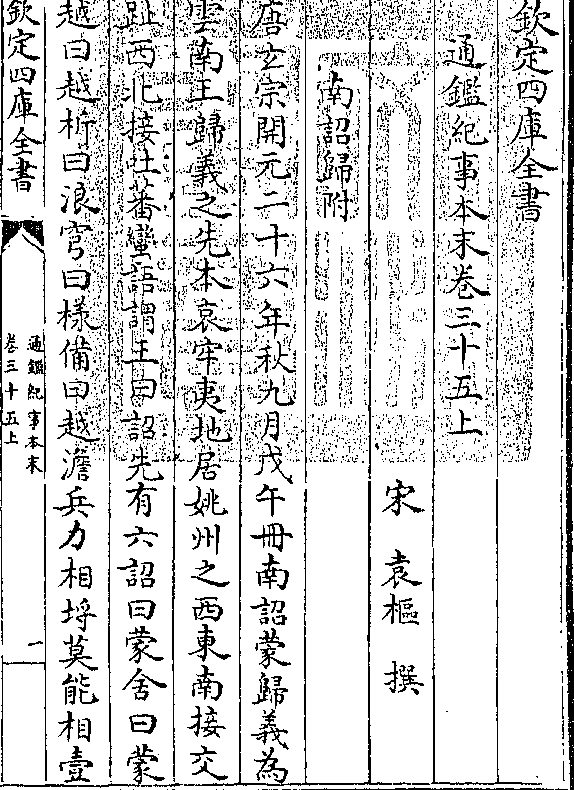 欽定四庫全書
通鑑紀事本末卷三十五上
宋 袁樞 撰
南詔歸附
唐玄宗開元二十六年秋九月戊午冊南詔蒙歸義為
雲南王歸義之先本哀牢夷地居姚州之西東南接交
趾西北接吐蕃蠻語謂王曰詔先有六詔曰蒙舍曰蒙
越曰越析曰浪穹曰樣備曰越澹兵力相埒莫能相壹
欽定四庫全書
通鑑紀事本末
卷三十五上
一